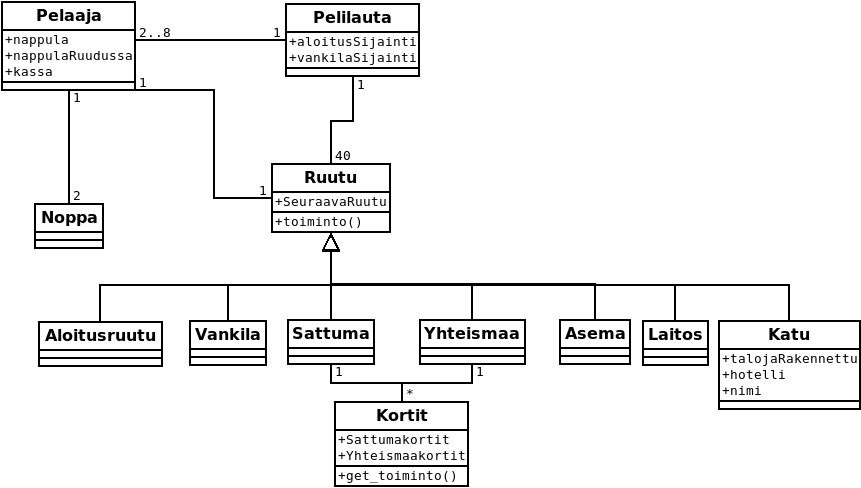 Pelaaja
+nappula
+nappulaRuudussa
+kassa
2..8
1
Pelilauta
+aloitusSijainti
+vankilaSijainti
1
1
1
40
Ruutu
+SeuraavaRuutu
+toiminto()
1
2
Noppa
Aloitusruutu
Vankila
Sattuma
Yhteismaa
Asema
Laitos
Katu
+talojaRakennettu
+hotelli
+nimi
1
1
*
Kortit
+Sattumakortit
+Yhteismaakortit
+get_toiminto()